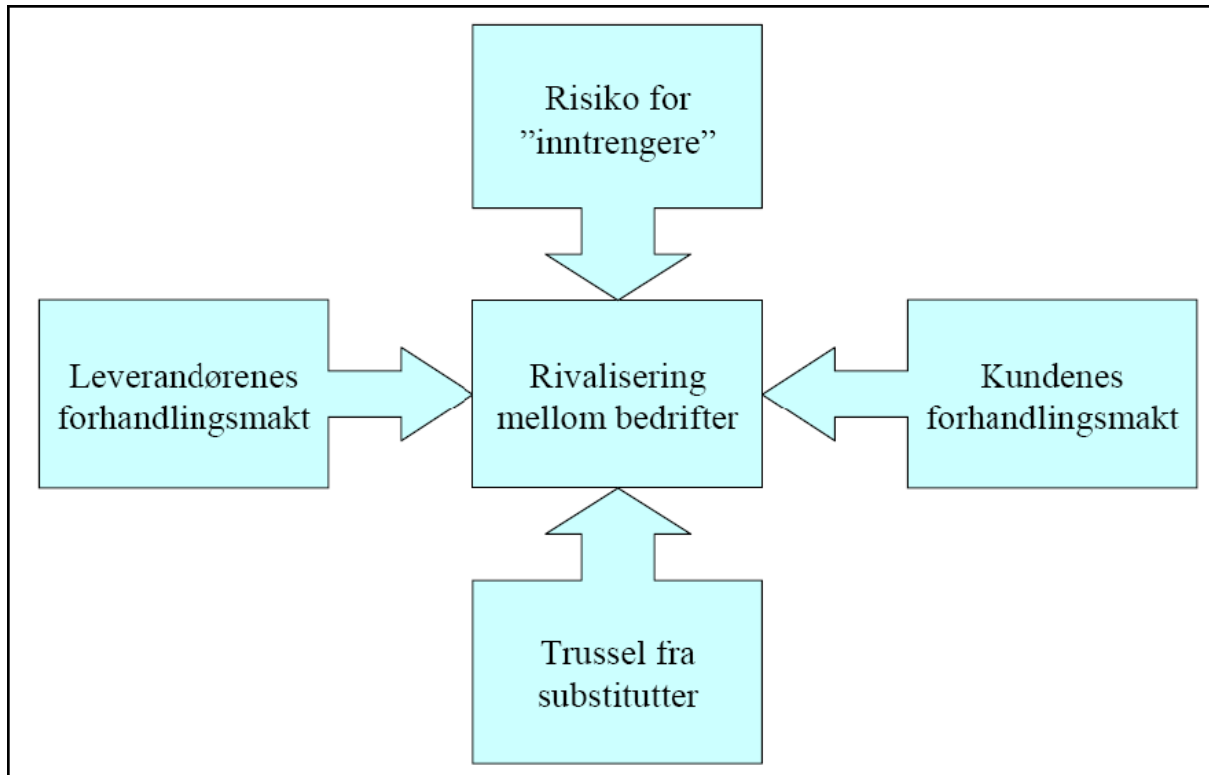 Risiko for
”inntrengere”
Leverandørenes
forhandlingsmakt
Rivalisering
mellom bedrifter
Kundenes
forhandlingsmakt
Trussel fra
substitutter